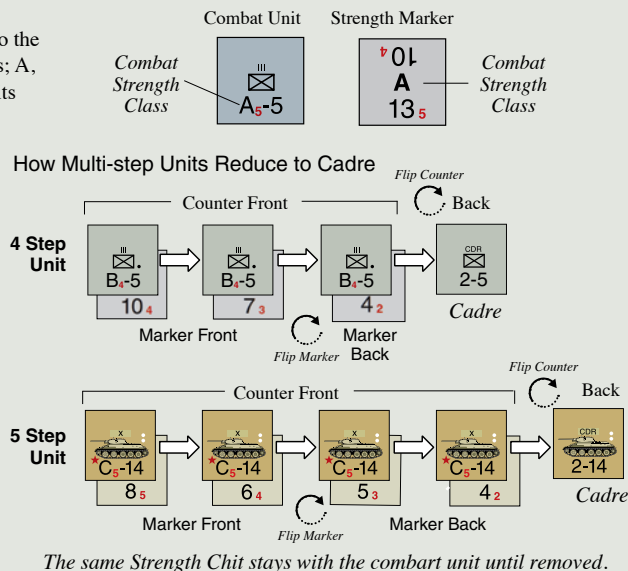 o the
s; A,
its
Combat Unit
Strength Marker
Combat
Strength
Class
III
A5-5
10 4
A
13 5
Combat
Strength
Class
How Multi-step Units Reduce to Cadre
Flip Counter
Counter Front
Back
4 Step
Unit
III
B4-5
10 4
III
B4-5
7 3
III
B4-5
4 2
CDR
2-5
Cadre
Marker Front
Flip Marker
Marker
Back
Flip Counter
Counter Front
Back
5 Step
Unit
X
C5-14
8 5
X
C5-14
6 4
X
C5-14
5 3
X
C5-14
4 2
CDR
2-14
Cadre
Marker Front
Flip Marker
Marker Back
The same Strength Chit stays with the combart unit until removed.